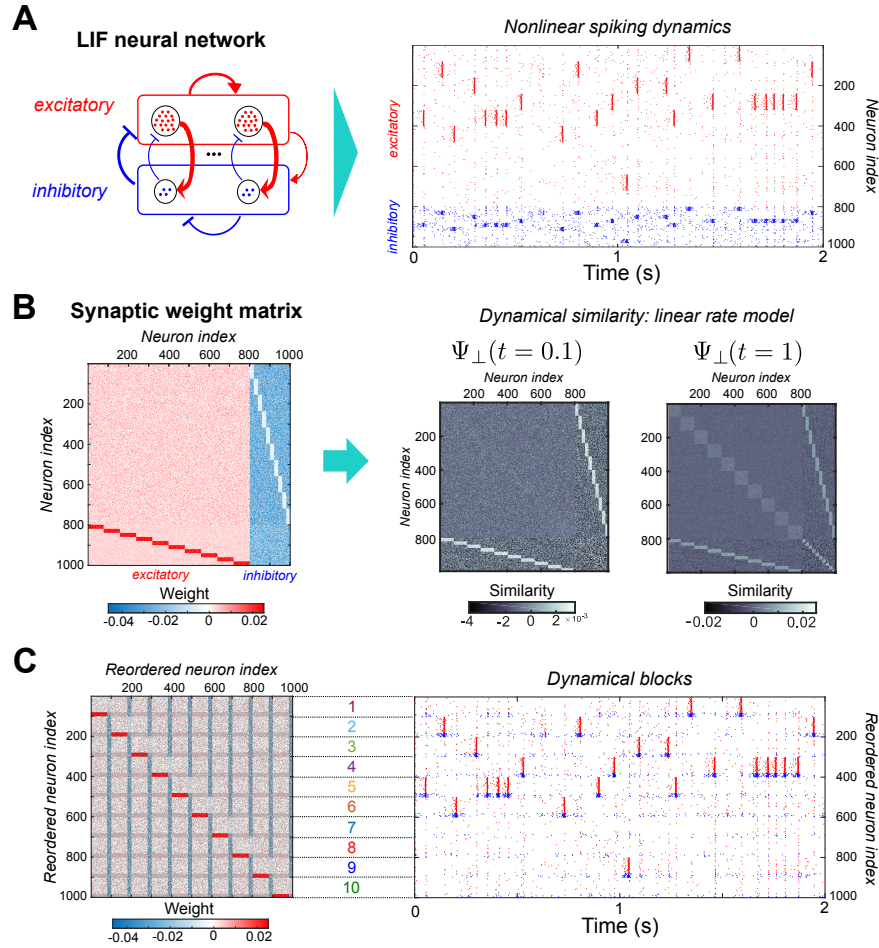 A
LIF neural network
excitatory
inhibitory
...
Nonlinear spiking dynamics
excitatory
inhibitory
200
400
600
800
1000
Neuron index
0
1
2
Time (s)
B
Synaptic weight matrix
Neuron index
200 400 600 800 1000
Neuron index
200
400
600
800
1000
excitatory
inhibitory
Weight
-0.04 -0.02 0 0.02
Dynamical similarity: linear rate model
Ψ⊥(t = 0.1)
Neuron index
200 400 600 800
Neuron index
200
400
600
800
Similarity
-4 -2 0 2 ×10⁻³
Ψ⊥(t = 1)
Neuron index
200 400 600 800
200
400
600
800
Similarity
-0.02 0 0.02
C
Reordered neuron index
200 400 600 800 1000
Reordered neuron index
200
400
600
800
1000
Weight
-0.04 -0.02 0 0.02
1
2
3
4
5
6
7
8
9
10
Dynamical blocks
200
400
600
800
1000
Reordered neuron index
0
1
2
Time (s)